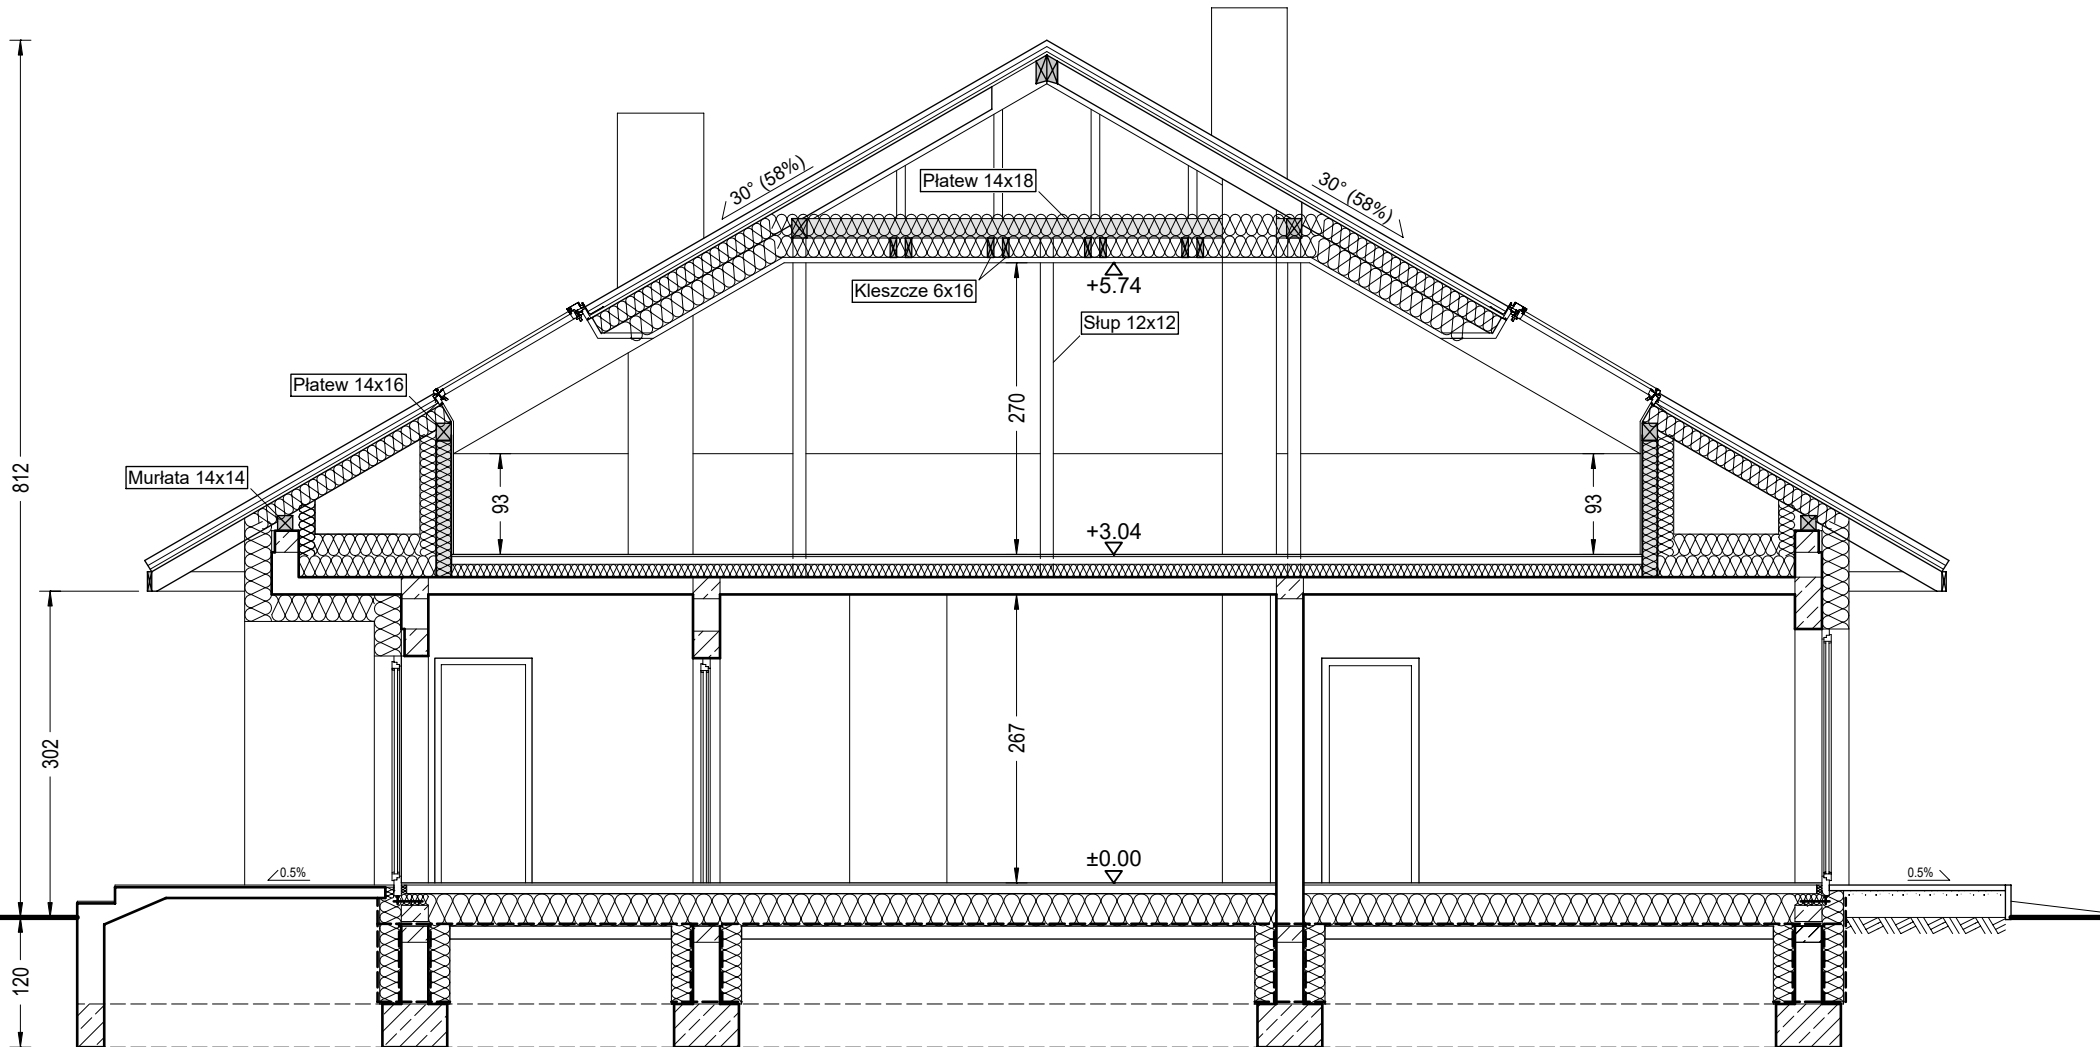 30° (58%)
30° (58%)
Płatew 14x18
Kleszcze 6x16
+5.74
Słup 12x12
Płatew 14x16
270
Murłata 14x14
812
93
93
+3.04
302
267
±0.00
0.5%
0.5%
120